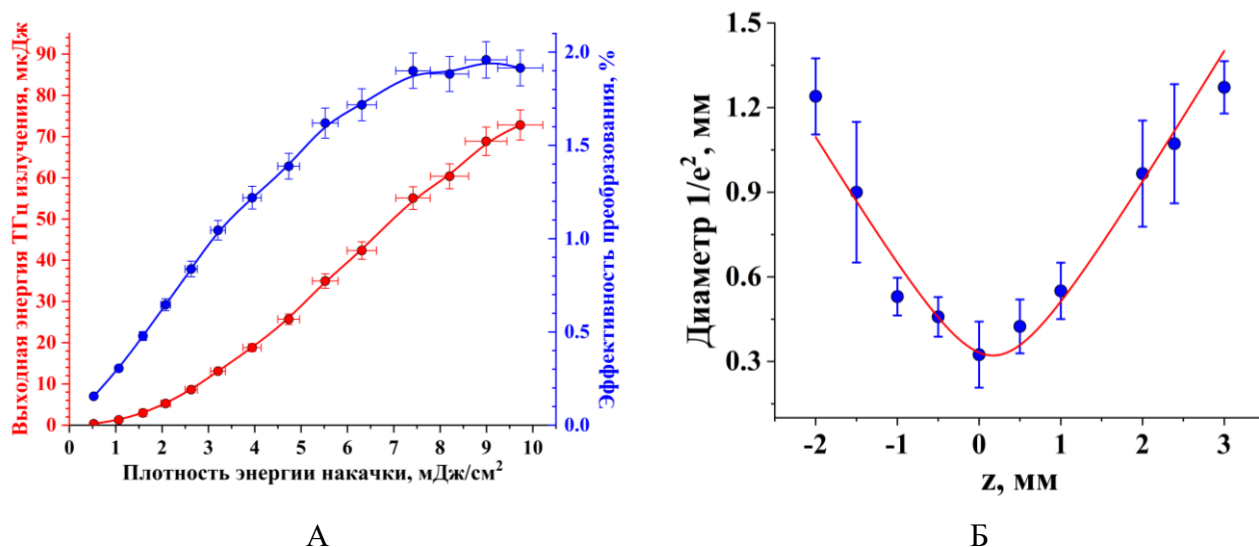 Выходная энергия ТГц излучения, мкДж
90
80
70
60
50
40
30
20
10
0
0 1 2 3 4 5 6 7 8 9 10
Плотность энергии накачки, мДж/см²
2.0
1.5
1.0
0.5
0.0
Эффективность преобразования, %
А
Диаметр 1/e², мм
1.5
1.2
0.9
0.6
0.3
-2 -1 0 1 2 3
z, мм
Б